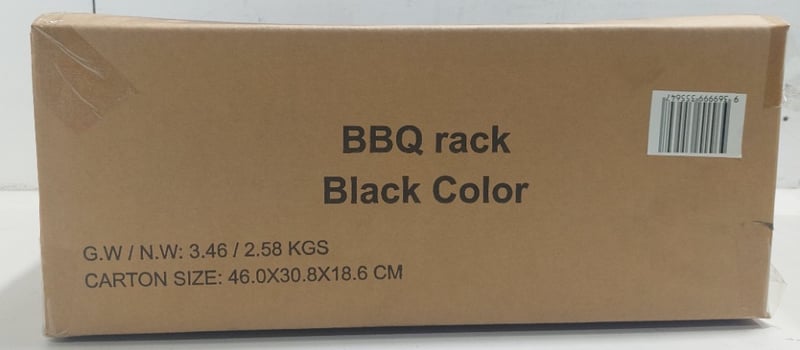 BBQ rack
Black Color
G.W / N.W: 3.46 / 2.58 KGS
CARTON SIZE: 46.0X30.8X18.6 CM